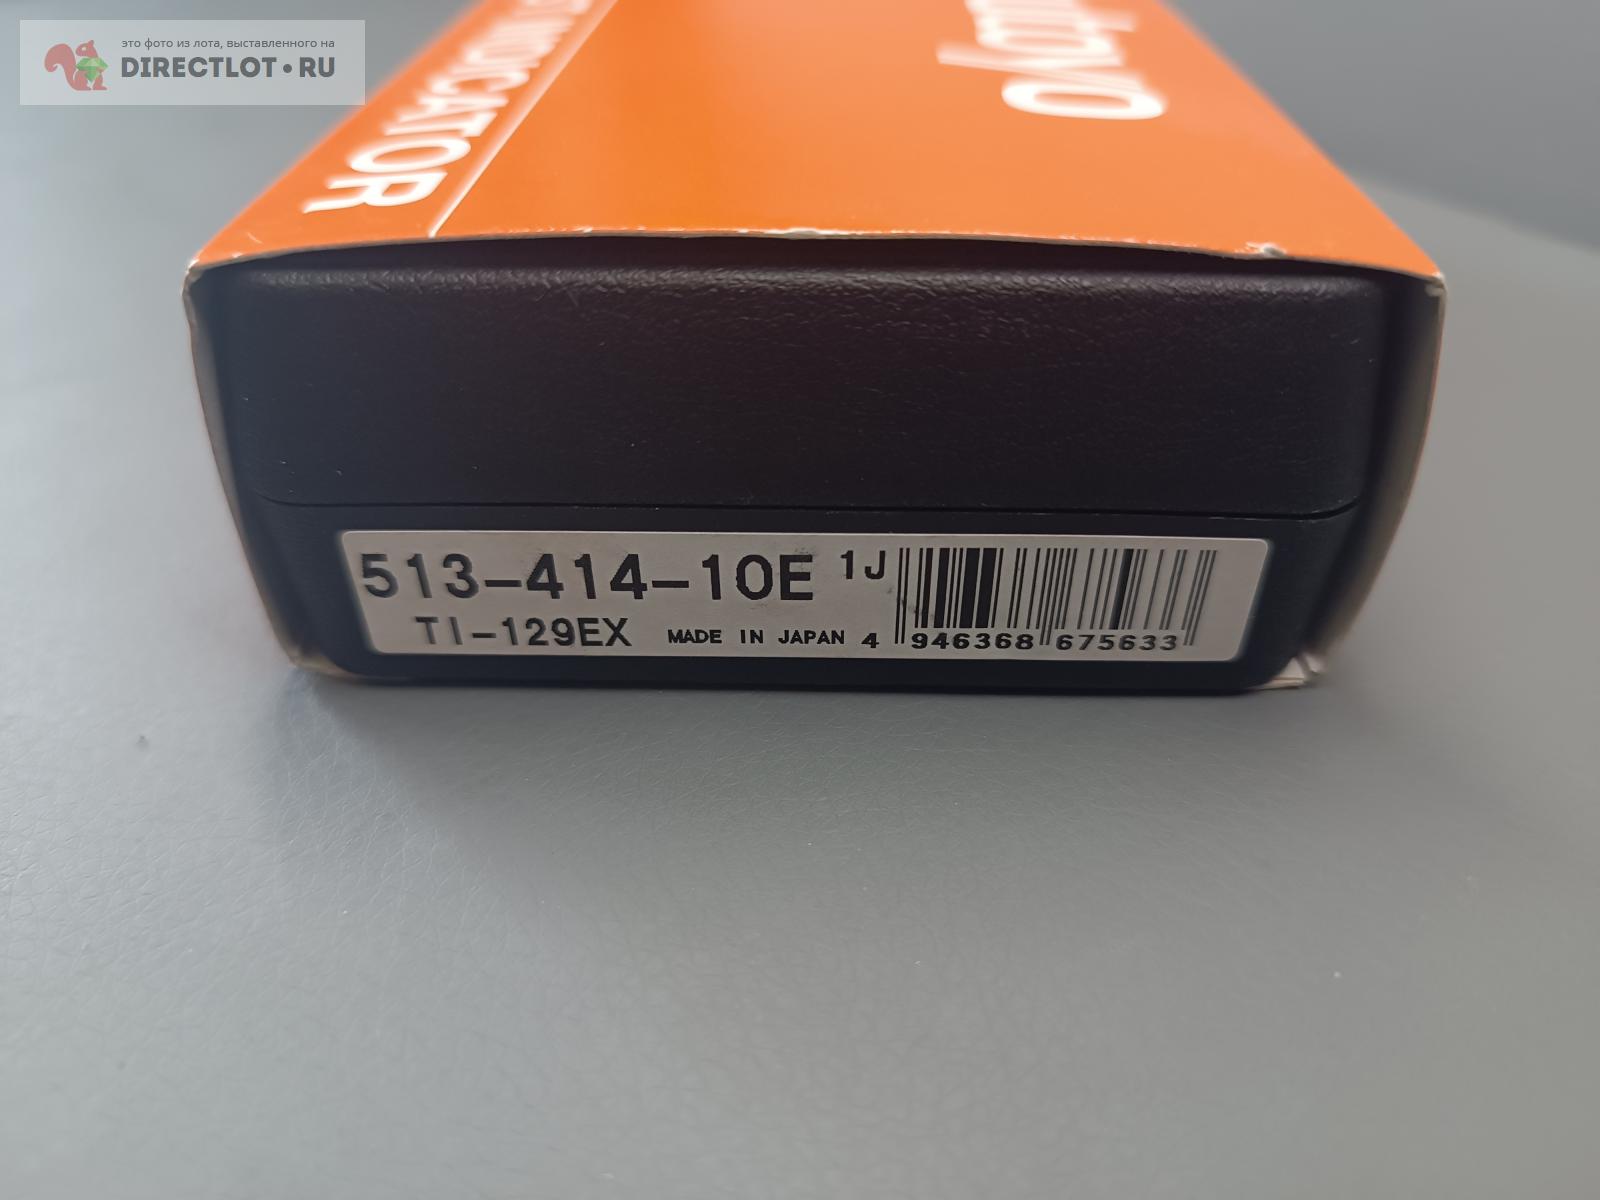 это фото из лота, выставленного на
DIRECTLOT•RU
INDICATOR
513-414-10E 1J
TI-129EX MADE IN JAPAN 4 946368 675633